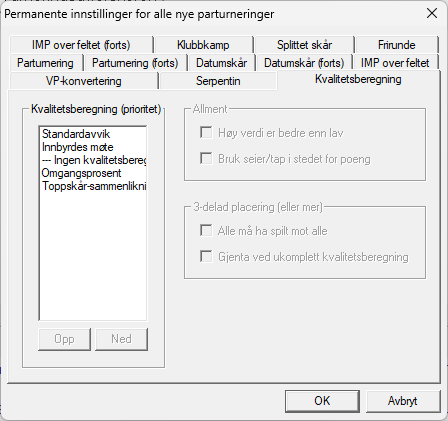 Permanente innstillinger for alle nye parturneringer
IMP over feltet (forts)
Klubbkamp
Splittet skår
Frirunde
Parturnering
Parturnering (forts)
Datumskår
Datumskår (forts)
IMP over feltet
VP-konvertering
Serpentin
Kvalitetsberegning
Kvalitetsberegning (prioritet)
Standardavvik
Innbyrdes møte
--- Ingen kvalitetsbereg
Omgangsprosent
Toppskår-sammenlikni
Opp
Ned
Allment
Høy verdi er bedre enn lav
Bruk seier/tap i stedet for poeng
3-delad placering (eller mer)
Alle må ha spilt mot alle
Gjenta ved ukomplett kvalitetsberegning
OK
Avbryt